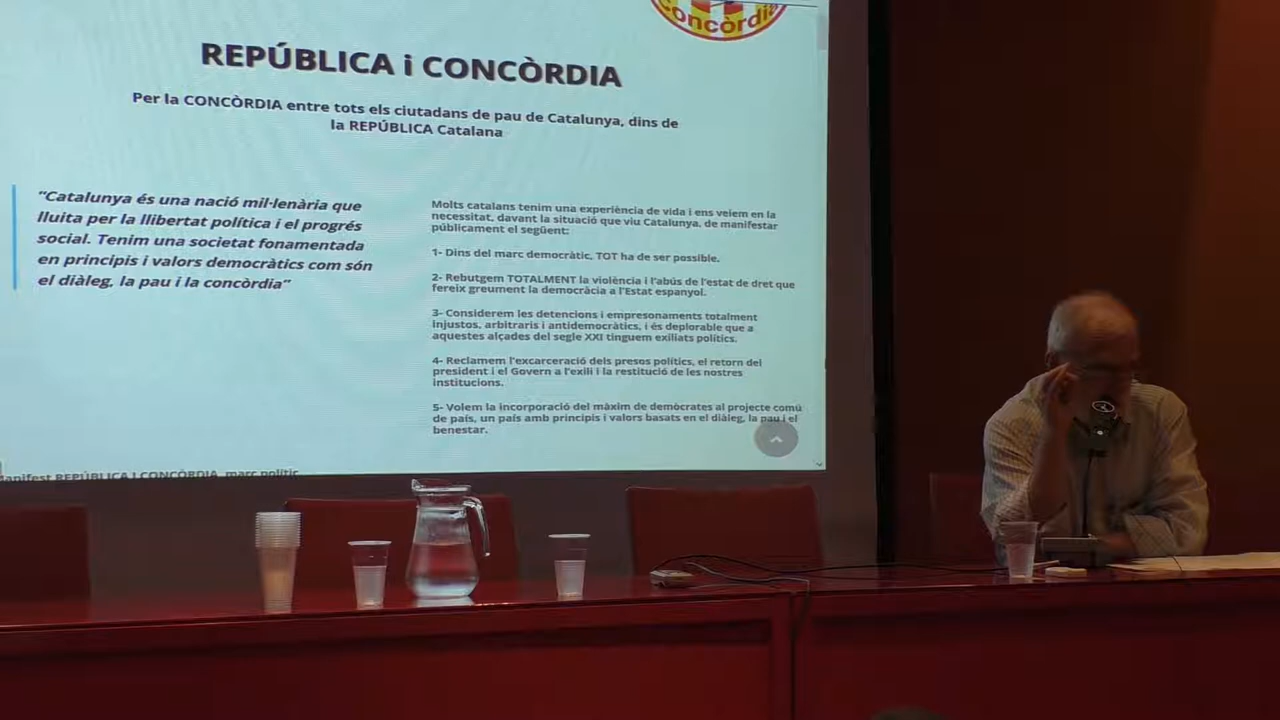 Concòrdia
REPÚBLICA i CONCÒRDIA
Per la CONCÒRDIA entre tots els ciutadans de pau de Catalunya, dins de
la REPÚBLICA Catalana
“Catalunya és una nació mil·lenària que
lluita per la llibertat política i el progrés
social. Tenim una societat fonamentada
en principis i valors democràtics com són
el diàleg, la pau i la concòrdia”
Molts catalans tenim una experiència de vida i ens veiem en la
necessitat, davant la situació que viu Catalunya, de manifestar
públicament el següent:
1- Dins del marc democràtic, TOT ha de ser possible.
2- Rebutgem TOTALMENT la violència i l'abús de l'estat de dret que
fereix greument la democràcia a l'Estat espanyol.
3- Considerem les detencions i empresonaments totalment
injustos, arbitraris i antidemocràtics, i és deplorable que a
aquestes alçades del segle XXI tinguem exiliats polítics.
4- Reclamem l'excarceració dels presos polítics, el retorn del
president i el Govern a l'exili i la restitució de les nostres
institucions.
5- Volem la incorporació del màxim de demòcrates al projecte comú
de país, un país amb principis i valors basats en el diàleg, la pau i el
benestar.
Manifest REPÚBLICA I CONCÒRDIA, marc polític